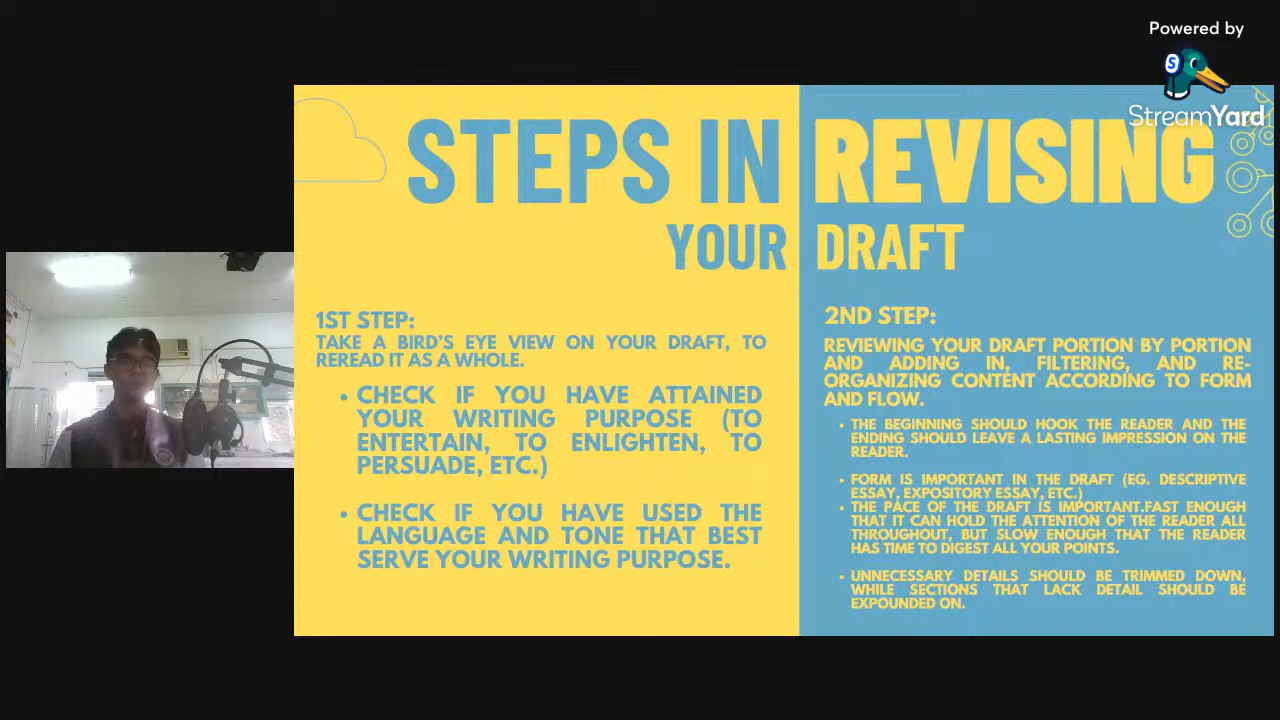 Powered by
S
StreamYard
STEPS IN REVISING
YOUR DRAFT
1ST STEP:
TAKE A BIRD'S EYE VIEW ON YOUR DRAFT, TO
REREAD IT AS A WHOLE.
• CHECK IF YOU HAVE ATTAINED
YOUR WRITING PURPOSE (TO
ENTERTAIN, TO ENLIGHTEN, TO
PERSUADE, ETC.)
• CHECK IF YOU HAVE USED THE
LANGUAGE AND TONE THAT BEST
SERVE YOUR WRITING PURPOSE.
2ND STEP:
REVIEWING YOUR DRAFT PORTION BY PORTION
AND ADDING IN, FILTERING, AND RE-
ORGANIZING CONTENT ACCORDING TO FORM
AND FLOW.
• THE BEGINNING SHOULD HOOK THE READER AND THE
ENDING SHOULD LEAVE A LASTING IMPRESSION ON THE
READER.
• FORM IS IMPORTANT IN THE DRAFT (EG. DESCRIPTIVE
ESSAY, EXPOSITORY ESSAY, ETC.)
• THE PACE OF THE DRAFT IS IMPORTANT.FAST ENOUGH
THAT IT CAN HOLD THE ATTENTION OF THE READER ALL
THROUGHOUT, BUT SLOW ENOUGH THAT THE READER
HAS TIME TO DIGEST ALL YOUR POINTS.
• UNNECESSARY DETAILS SHOULD BE TRIMMED DOWN,
WHILE SECTIONS THAT LACK DETAIL SHOULD BE
EXPOUNDED ON.